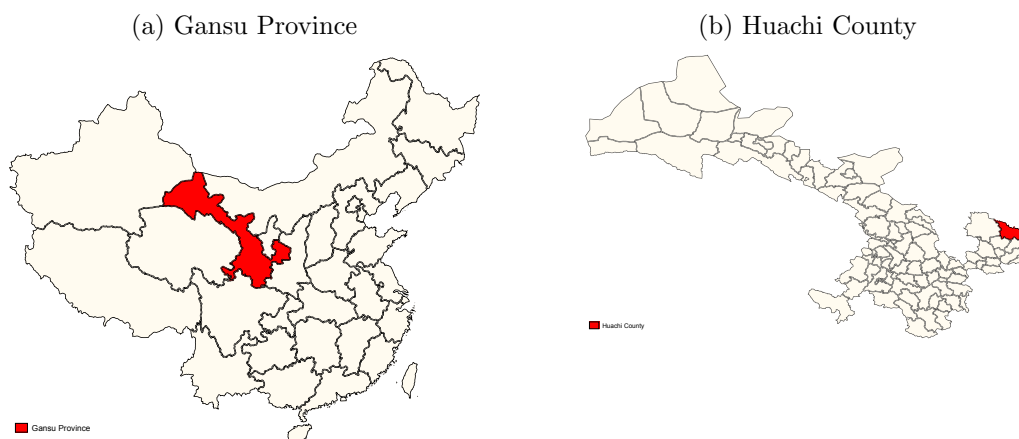 (a) Gansu Province
(b) Huachi County
Huachi County
Gansu Province